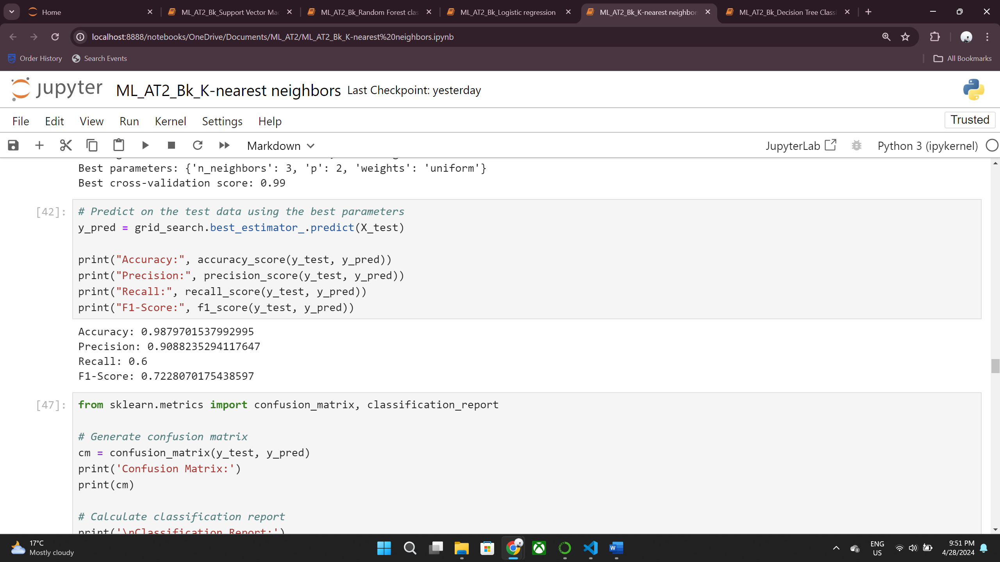 Home
ML_AT2_Bk_Support Vector Mac
ML_AT2_Bk_Random Forest clas
ML_AT2_Bk_Logistic regression
ML_AT2_Bk_K-nearest neighbor
ML_AT2_Bk_Decision Tree Classi
localhost:8888/notebooks/OneDrive/Documents/ML_AT2/ML_AT2_Bk_K-nearest%20neighbors.ipynb
Order History
Search Events
All Bookmarks
jupyter
ML_AT2_Bk_K-nearest neighbors
Last Checkpoint: yesterday
File Edit View Run Kernel Settings Help
Trusted
Markdown
JupyterLab
Python 3 (ipykernel)
Best parameters: {'n_neighbors': 3, 'p': 2, 'weights': 'uniform'}
Best cross-validation score: 0.99
[42]:
# Predict on the test data using the best parameters
y_pred = grid_search.best_estimator_.predict(X_test)
print("Accuracy:", accuracy_score(y_test, y_pred))
print("Precision:", precision_score(y_test, y_pred))
print("Recall:", recall_score(y_test, y_pred))
print("F1-Score:", f1_score(y_test, y_pred))
Accuracy: 0.9879701537992995
Precision: 0.9088235294117647
Recall: 0.6
F1-Score: 0.7228070175438597
[47]:
from sklearn.metrics import confusion_matrix, classification_report
# Generate confusion matrix
cm = confusion_matrix(y_test, y_pred)
print('Confusion Matrix:')
print(cm)
# Calculate classification report
print('\nClassification Report:')
17°C
Mostly cloudy
ENG
US
9:51 PM
4/28/2024